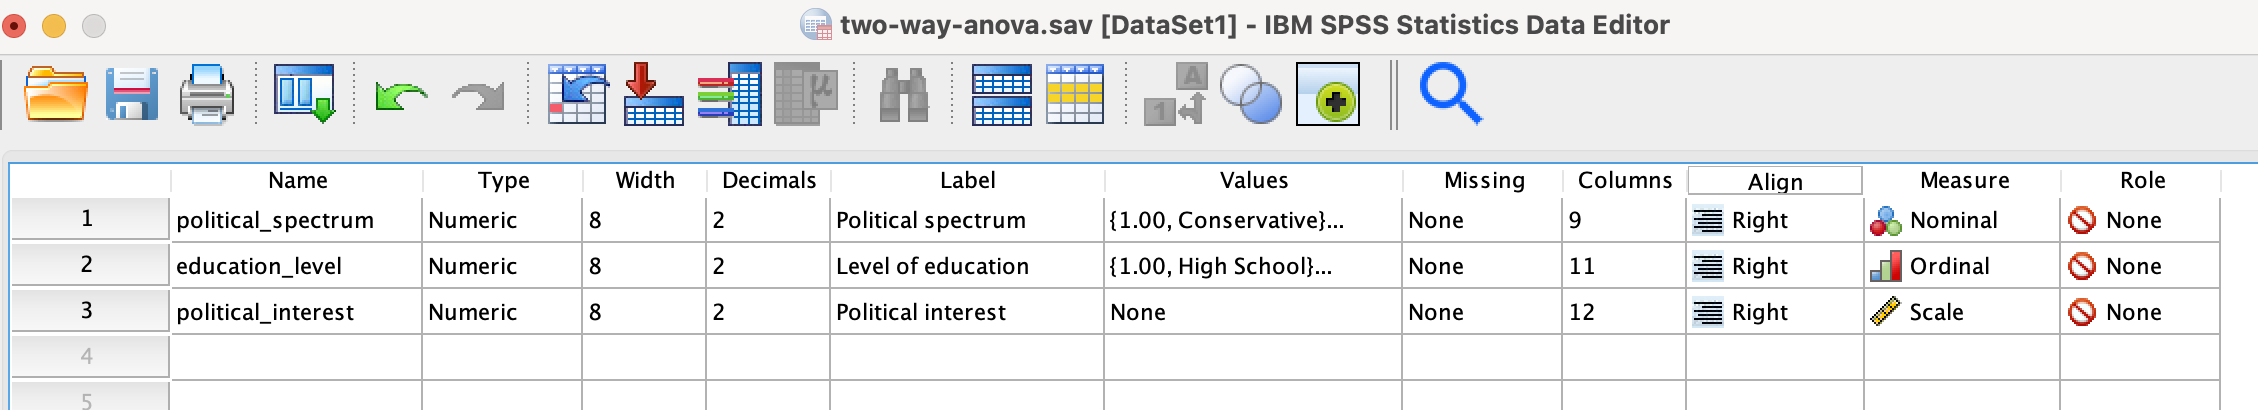 two-way-anova.sav [DataSet1] - IBM SPSS Statistics Data Editor
A
1
μ
Name Type Width Decimals Label Values Missing Columns Align Measure Role
1 political_spectrum Numeric 8 2 Political spectrum {1.00, Conservative}... None 9 Right Nominal None
2 education_level Numeric 8 2 Level of education {1.00, High School}... None 11 Right Ordinal None
3 political_interest Numeric 8 2 Political interest None None 12 Right Scale None
4
5